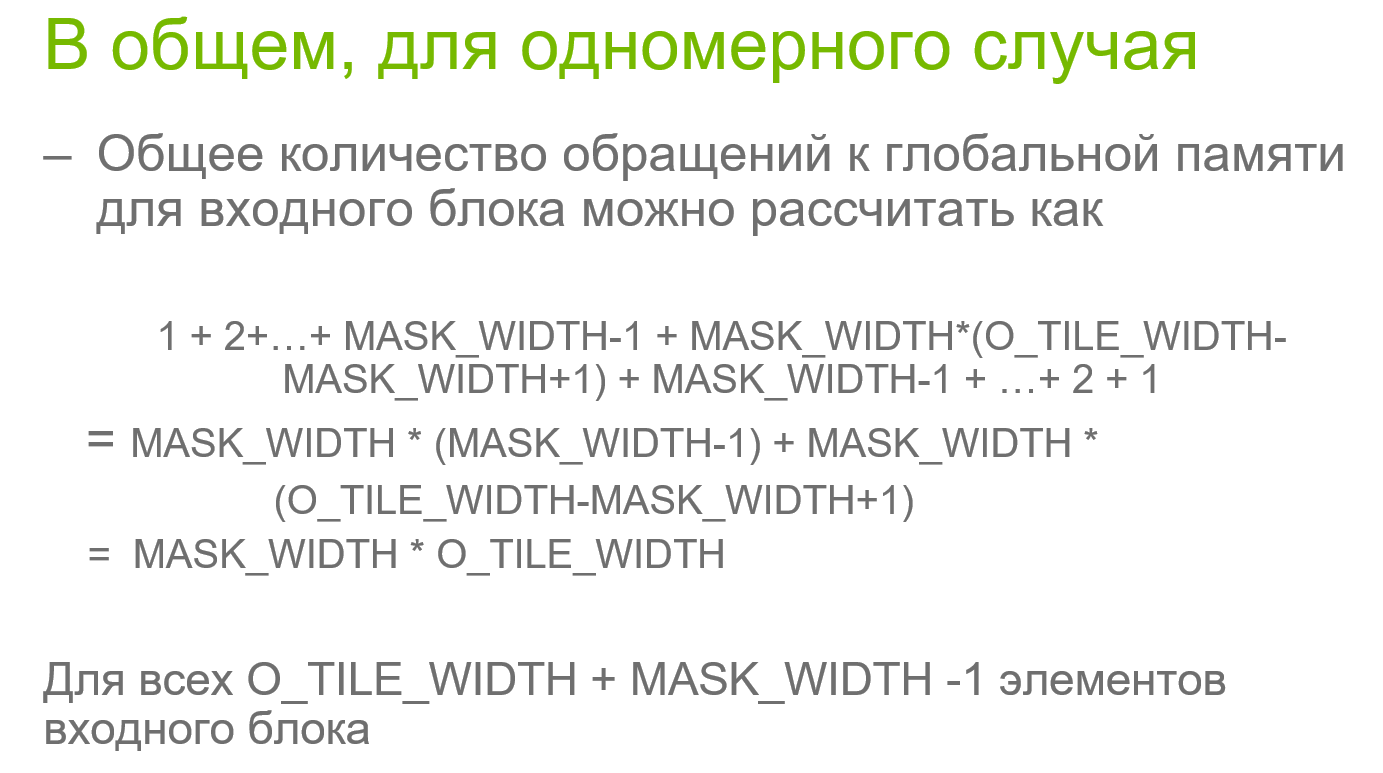 В общем, для одномерного случая
– Общее количество обращений к глобальной памяти
для входного блока можно рассчитать как
1 + 2+…+ MASK_WIDTH-1 + MASK_WIDTH*(O_TILE_WIDTH-
MASK_WIDTH+1) + MASK_WIDTH-1 + …+ 2 + 1
= MASK_WIDTH * (MASK_WIDTH-1) + MASK_WIDTH *
(O_TILE_WIDTH-MASK_WIDTH+1)
= MASK_WIDTH * O_TILE_WIDTH
Для всех O_TILE_WIDTH + MASK_WIDTH -1 элементов
входного блока